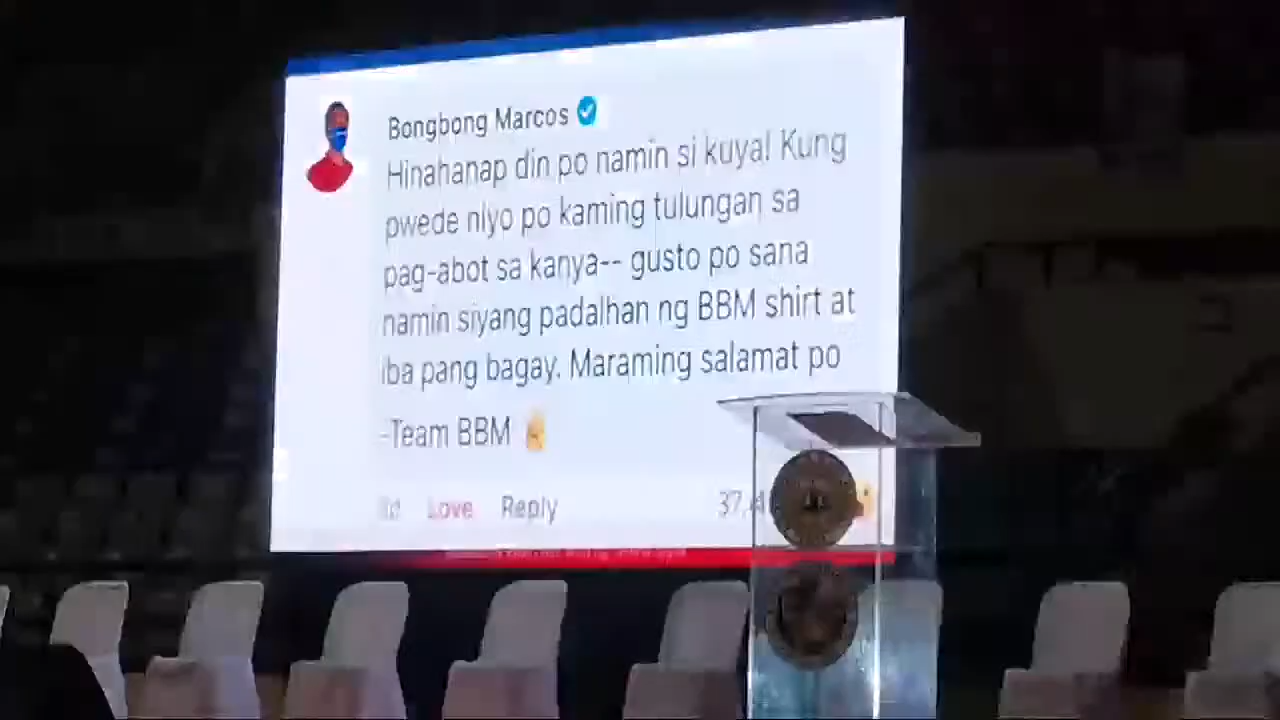 Bongbong Marcos
Hinahanap din po namin si kuya! Kung
pwede niyo po kaming tulungan sa
pag-abot sa kanya-- gusto po sana
namin siyang padalhan ng BBM shirt at
iba pang bagay. Maraming salamat po
-Team BBM
Love Reply